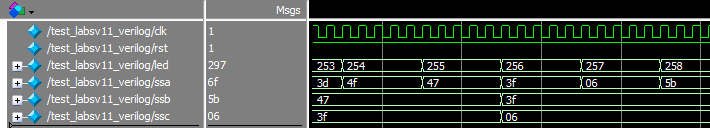 Msgs
/test_labsv11_verilog/clk 1
/test_labsv11_verilog/rst 1
/test_labsv11_verilog/led 297 253 254 255 256 257 258
/test_labsv11_verilog/ssa 6f 3d 4f 47 3f 06 5b
/test_labsv11_verilog/ssb 5b 47 3f
/test_labsv11_verilog/ssc 06 3f 06